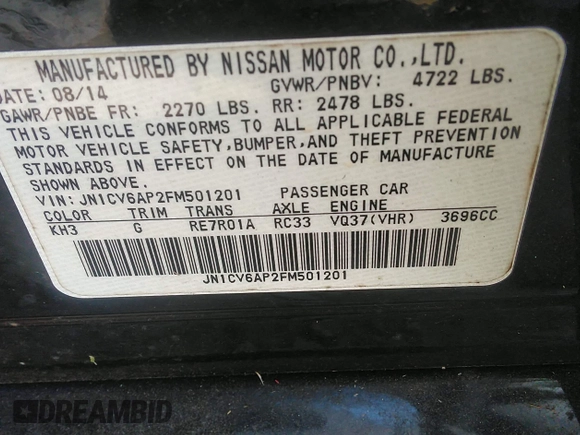 MANUFACTURED BY NISSAN MOTOR CO.,LTD.
DATE: 08/14 GVWR/PNBV: 4722 LBS.
GAWR/PNBE FR: 2270 LBS. RR: 2478 LBS.
THIS VEHICLE CONFORMS TO ALL APPLICABLE FEDERAL
MOTOR VEHICLE SAFETY,BUMPER,AND THEFT PREVENTION
STANDARDS IN EFFECT ON THE DATE OF MANUFACTURE
SHOWN ABOVE.
VIN: JN1CV6AP2FM501201 PASSENGER CAR
COLOR TRIM TRANS AXLE ENGINE
KH3 G RE7R01A RC33 VQ37(VHR) 3696CC
JN1CV6AP2FM501201
DREAMBID